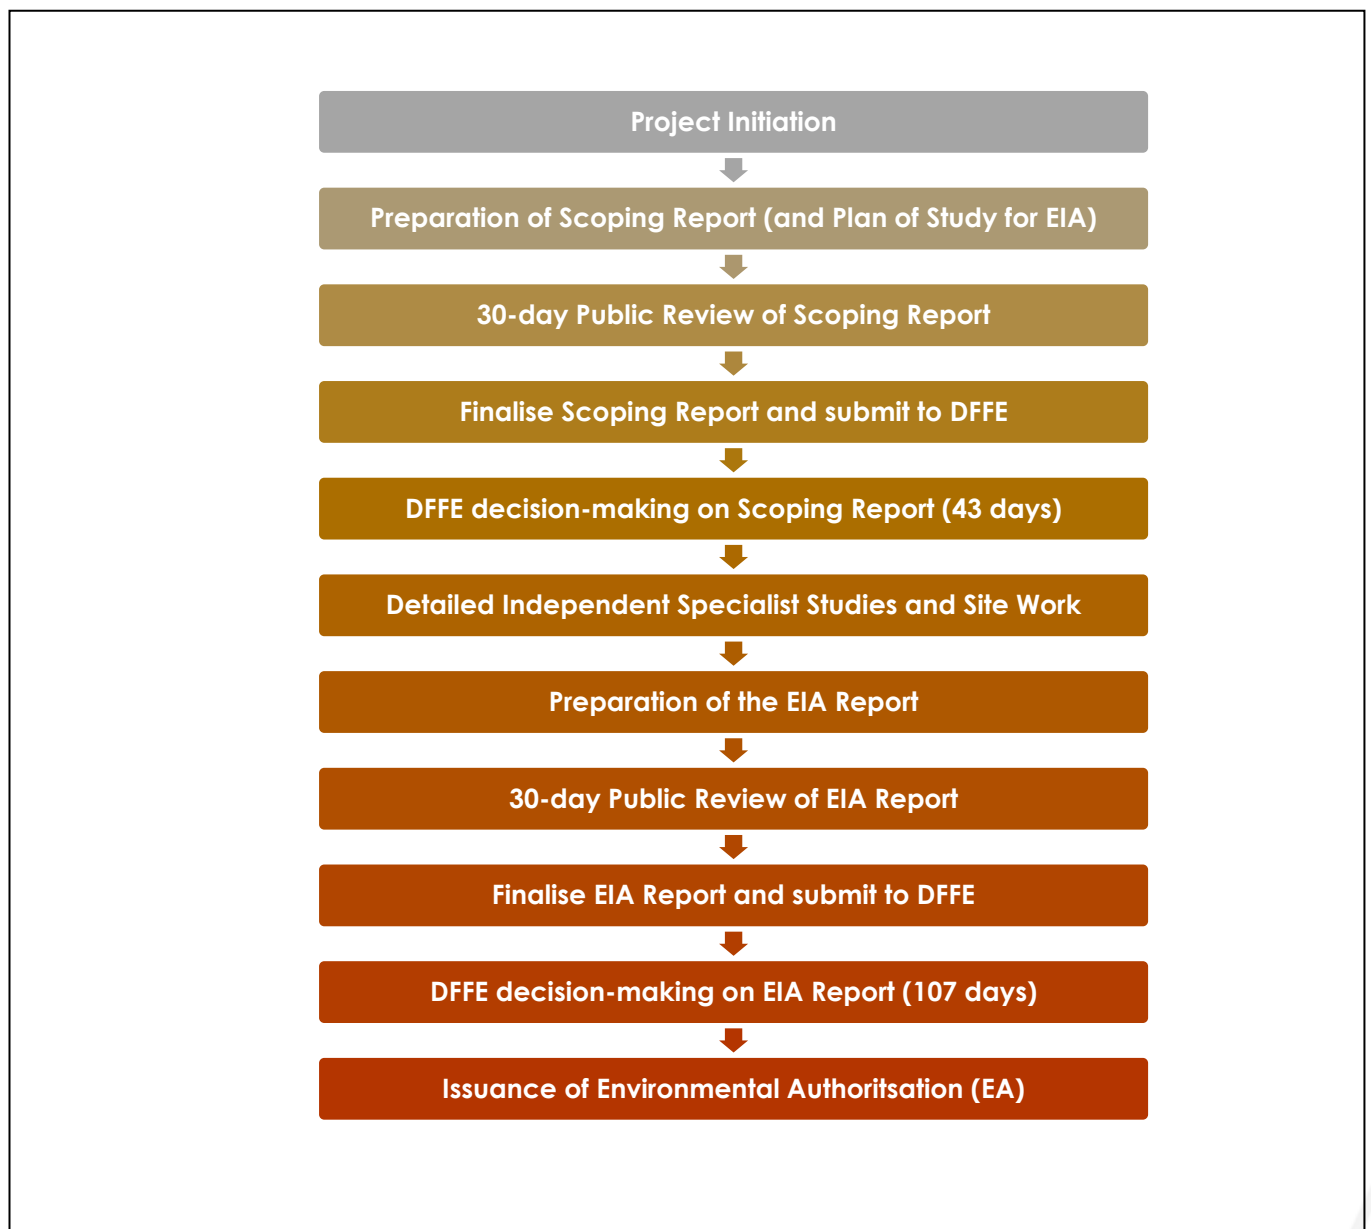 Project Initiation
Preparation of Scoping Report (and Plan of Study for EIA)
30-day Public Review of Scoping Report
Finalise Scoping Report and submit to DFFE
DFFE decision-making on Scoping Report (43 days)
Detailed Independent Specialist Studies and Site Work
Preparation of the EIA Report
30-day Public Review of EIA Report
Finalise EIA Report and submit to DFFE
DFFE decision-making on EIA Report (107 days)
Issuance of Environmental Authoritsation (EA)